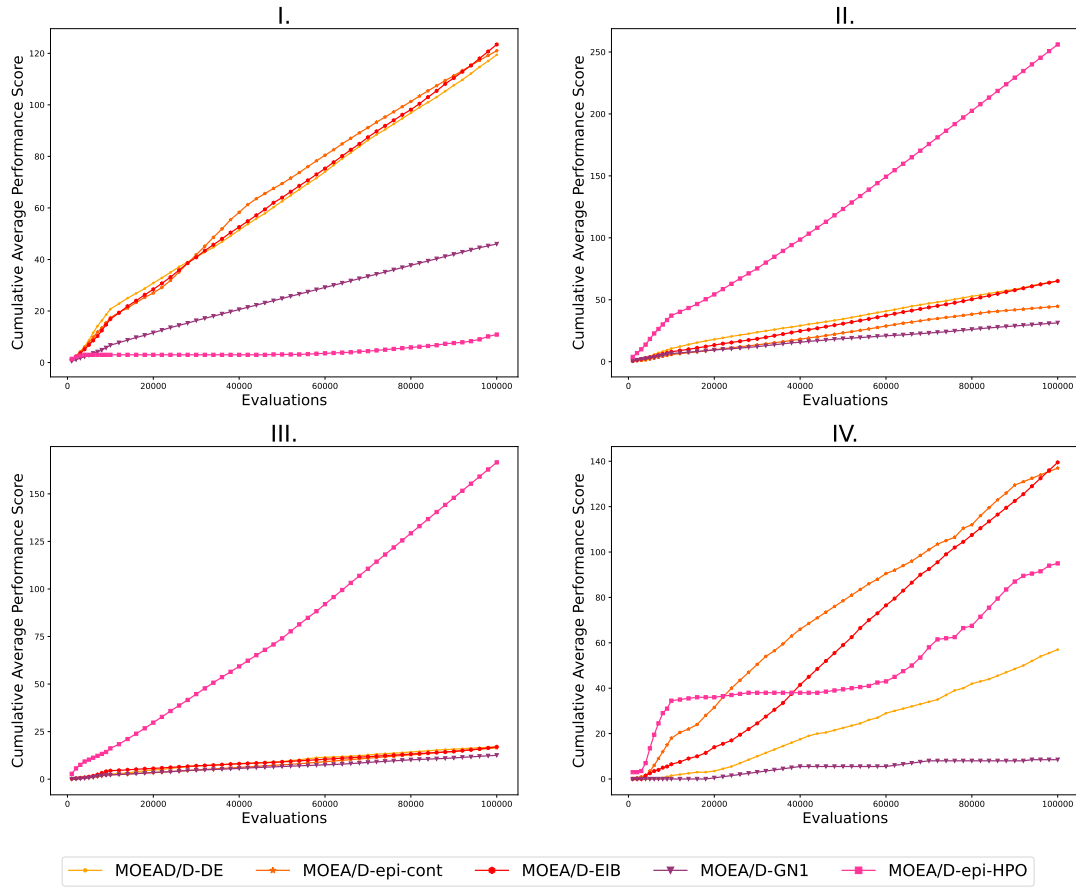 I.
Cumulative Average Performance Score
120
100
80
60
40
20
0
0 20000 40000 60000 80000 100000
Evaluations
II.
Cumulative Average Performance Score
250
200
150
100
50
0
0 20000 40000 60000 80000 100000
Evaluations
III.
Cumulative Average Performance Score
150
125
100
75
50
25
0
0 20000 40000 60000 80000 100000
Evaluations
IV.
Cumulative Average Performance Score
140
120
100
80
60
40
20
0
0 20000 40000 60000 80000 100000
Evaluations
MOEAD/D-DE MOEA/D-epi-cont MOEA/D-EIB MOEA/D-GN1 MOEA/D-epi-HPO